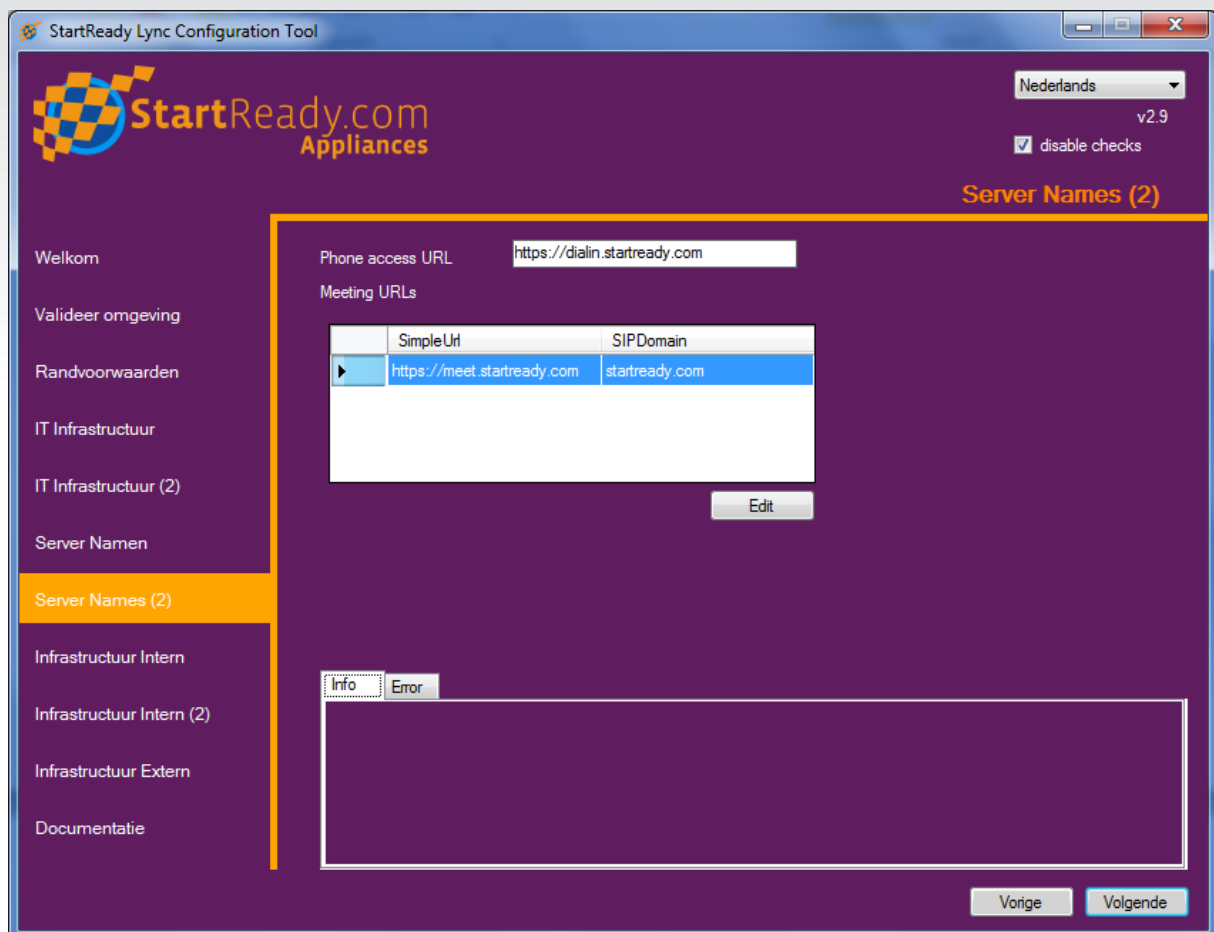 StartReady Lync Configuration Tool
StartReady.com
Appliances
Nederlands
v2.9
disable checks
Server Names (2)
Welkom
Valideer omgeving
Randvoorwaarden
IT Infrastructuur
IT Infrastructuur (2)
Server Namen
Server Names (2)
Infrastructuur Intern
Infrastructuur Intern (2)
Infrastructuur Extern
Documentatie
Phone access URL https://dialin.startready.com
Meeting URLs
SimpleUrl SIPDomain
https://meet.startready.com startready.com
Edit
Info Error
Vorige Volgende